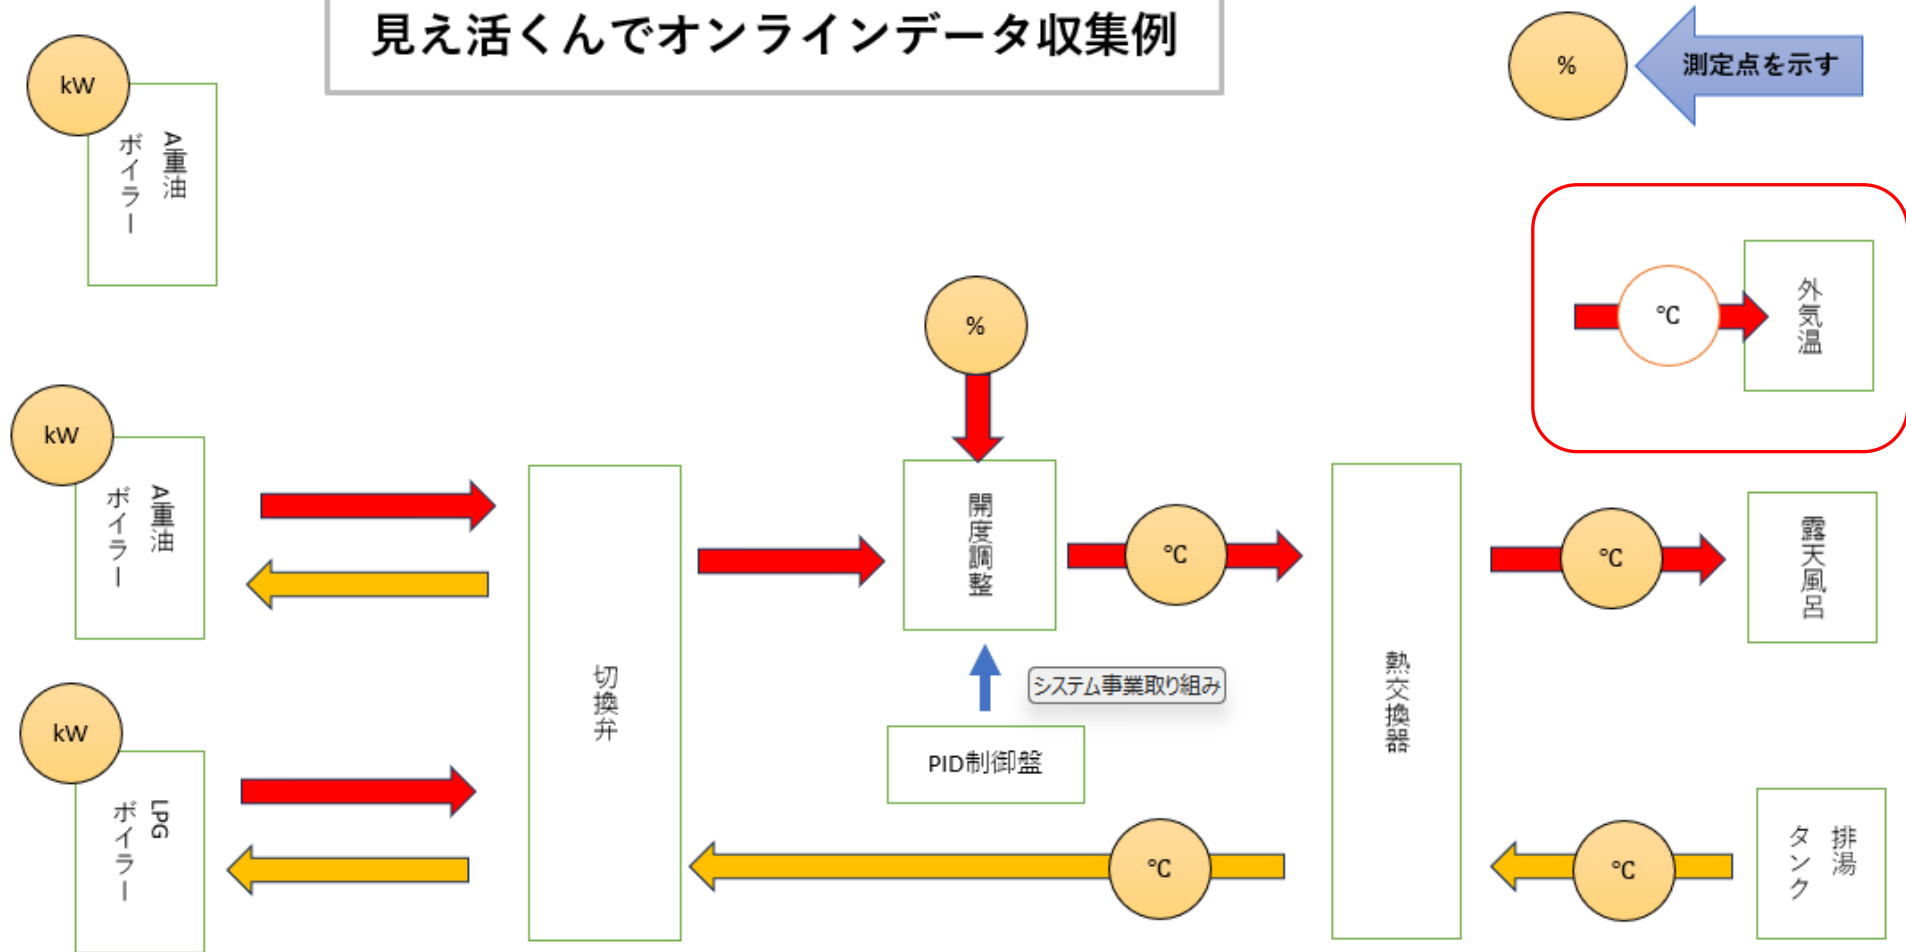 見え活くんでオンラインデータ収集例
%
測定点を示す
kW
A重油
ボイラー
℃
外気温
%
kW
A重油
ボイラー
開度調整
℃
℃
露天風呂
切換弁
システム事業取り組み
熱交換器
PID制御盤
kW
LPG
ボイラー
℃
℃
排湯
タンク